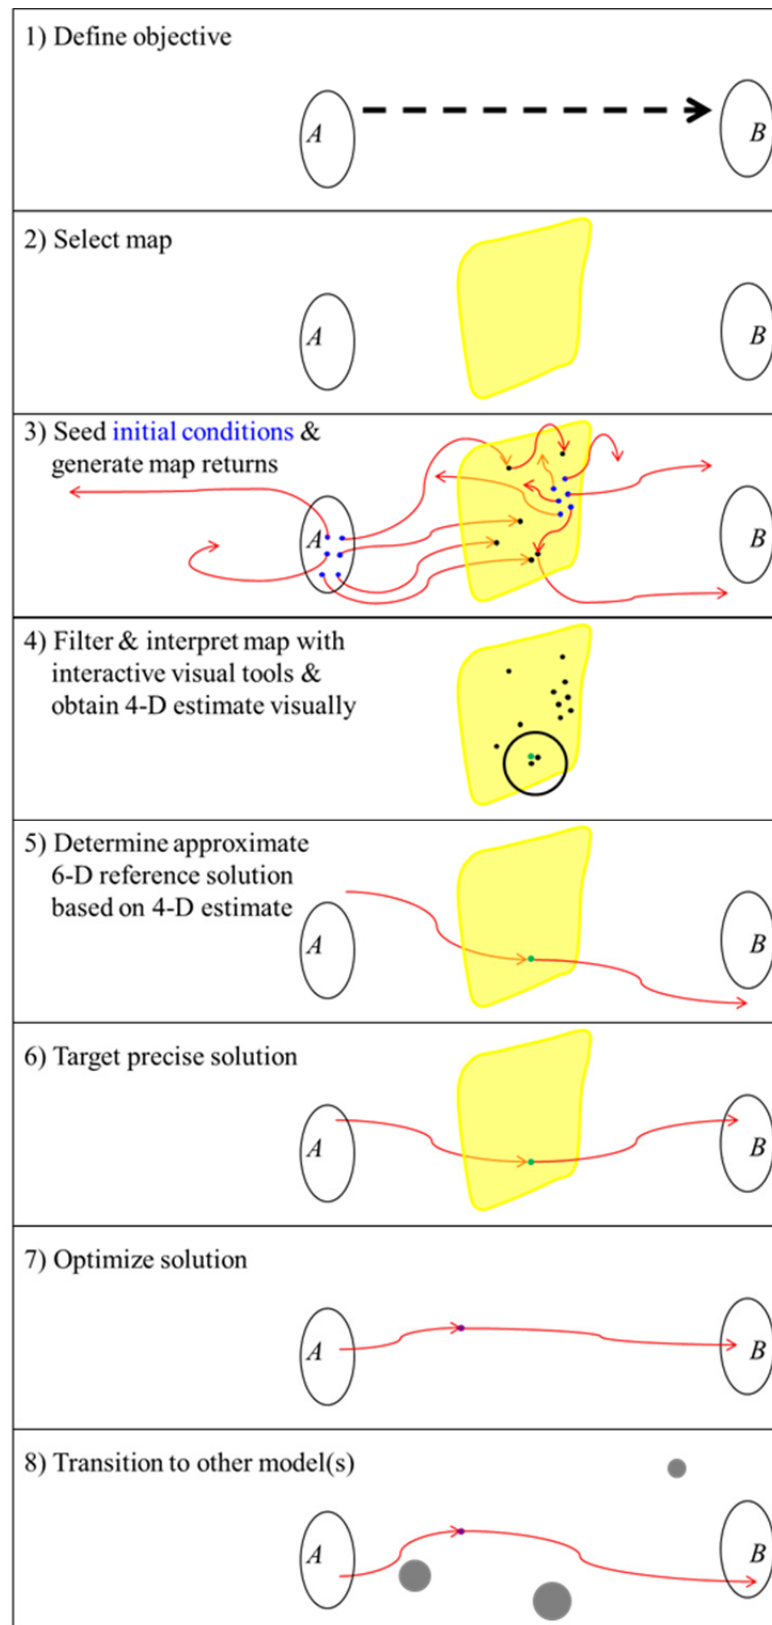 1) Define objective
A
B
2) Select map
A
B
3) Seed initial conditions &
generate map returns
A
B
4) Filter & interpret map with
interactive visual tools &
obtain 4-D estimate visually
5) Determine approximate
6-D reference solution
based on 4-D estimate
A
B
6) Target precise solution
A
B
7) Optimize solution
A
B
8) Transition to other model(s)
A
B